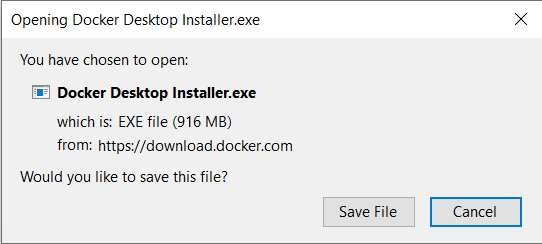 Opening Docker Desktop Installer.exe
You have chosen to open:
Docker Desktop Installer.exe
which is: EXE file (916 MB)
from: https://download.docker.com
Would you like to save this file?
Save File
Cancel